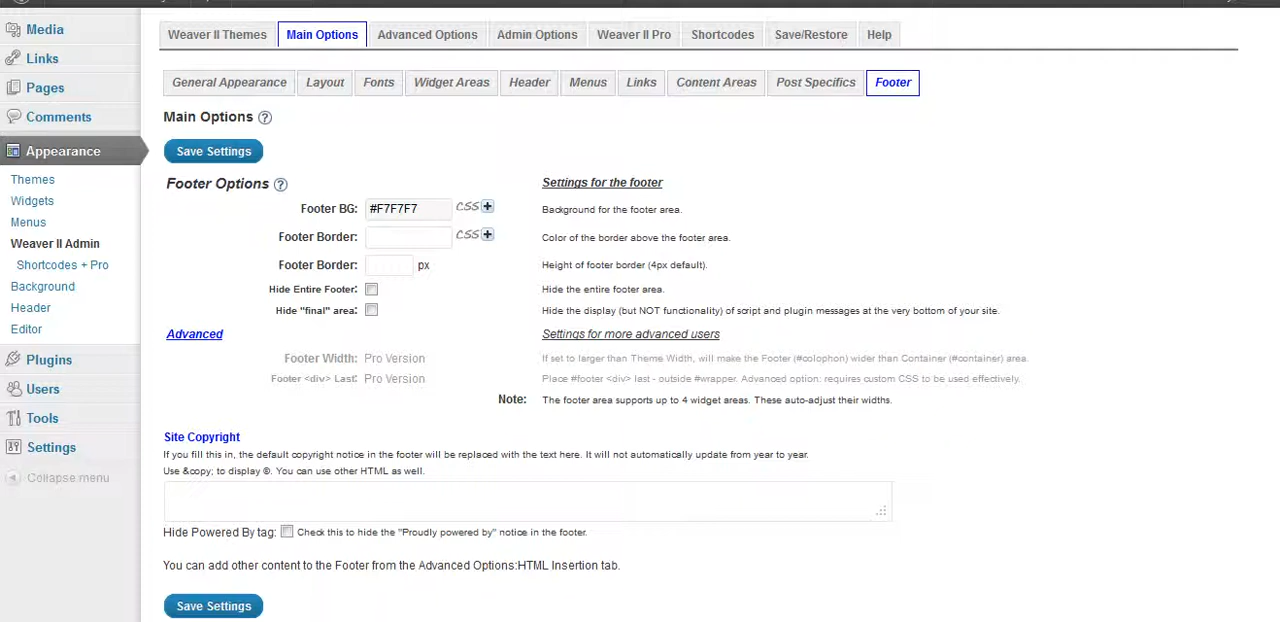 Media
Links
Pages
Comments
Appearance
Themes
Widgets
Menus
Weaver II Admin
Shortcodes + Pro
Background
Header
Editor
Plugins
Users
Tools
Settings
Collapse menu
Weaver II Themes Main Options Advanced Options Admin Options Weaver II Pro Shortcodes Save/Restore Help
General Appearance Layout Fonts Widget Areas Header Menus Links Content Areas Post Specifics Footer
Main Options ?
Save Settings
Footer Options ? Settings for the footer
Footer BG: #F7F7F7 CSS + Background for the footer area.
Footer Border: CSS + Color of the border above the footer area.
Footer Border: px Height of footer border (4px default).
Hide Entire Footer: Hide the entire footer area.
Hide "final" area: Hide the display (but NOT functionality) of script and plugin messages at the very bottom of your site.
Advanced Settings for more advanced users
Footer Width: Pro Version If set to larger than Theme Width, will make the Footer (#colophon) wider than Container (#container) area.
Footer <div> Last: Pro Version Place #footer <div> last - outside #wrapper. Advanced option: requires custom CSS to be used effectively.
Note: The footer area supports up to 4 widget areas. These auto-adjust their widths.
Site Copyright
If you fill this in, the default copyright notice in the footer will be replaced with the text here. It will not automatically update from year to year.
Use &copy; to display ©. You can use other HTML as well.
Hide Powered By tag: Check this to hide the "Proudly powered by" notice in the footer.
You can add other content to the Footer from the Advanced Options:HTML Insertion tab.
Save Settings